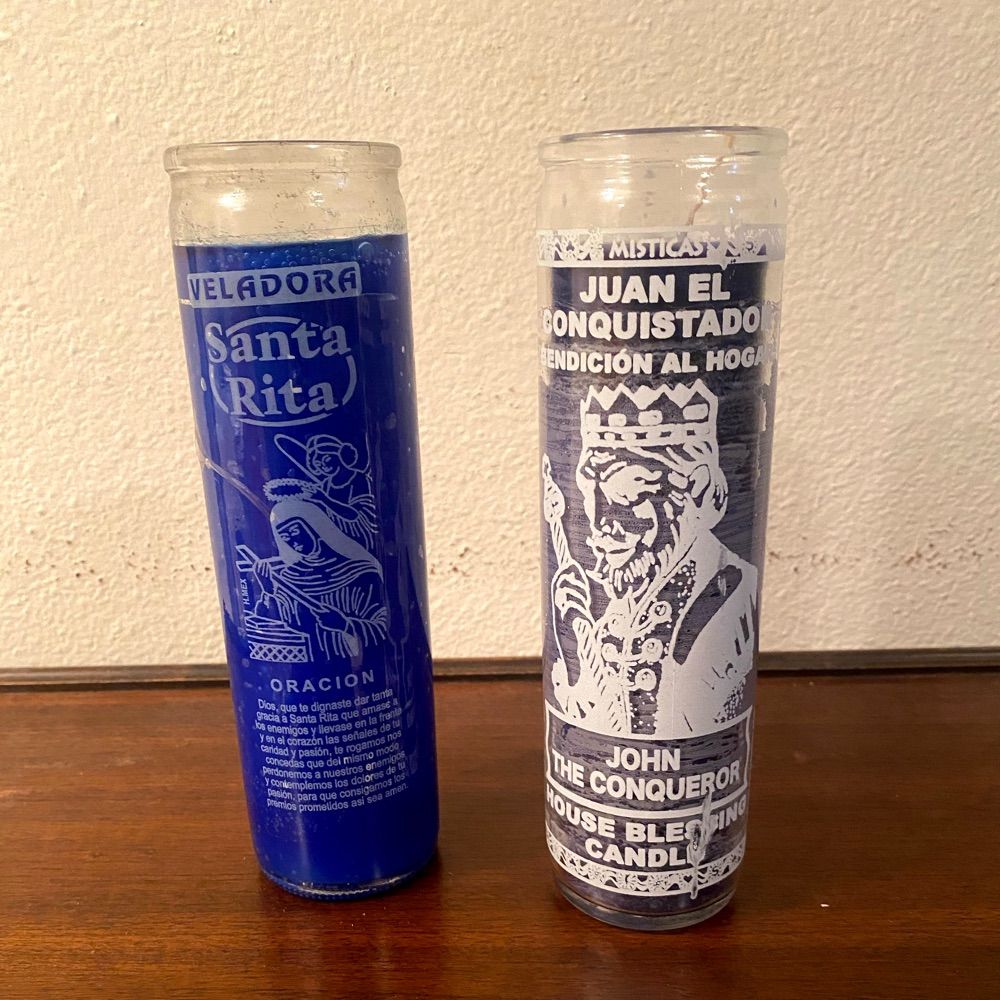 VELADORA
Santa
Rita
H.MEX
ORACION
Dios, que te dignaste dar tanta
gracia a Santa Rita que amase a
los enemigos y llevase en la frente
y en el corazón las señales de tu
caridad y pasión, te rogamos nos
concedas que del mismo modo
perdonemos a nuestros enemigos
y contemplemos los dolores de tu
pasión, para que consigamos los
premios prometidos asi sea amen.
MISTICAS
JUAN EL
CONQUISTADO
ENDICIÓN AL HOGA
JOHN
THE CONQUEROR
HOUSE BLESSING
CANDL